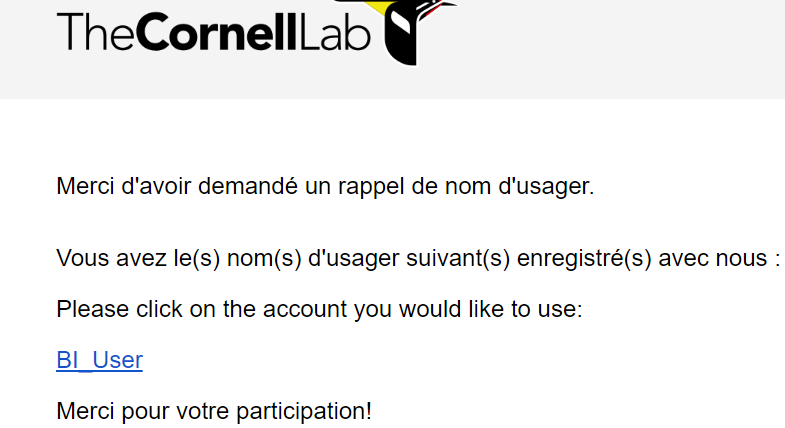 TheCornellLab
Merci d'avoir demandé un rappel de nom d'usager.
Vous avez le(s) nom(s) d'usager suivant(s) enregistré(s) avec nous :
Please click on the account you would like to use:
BI_User
Merci pour votre participation!